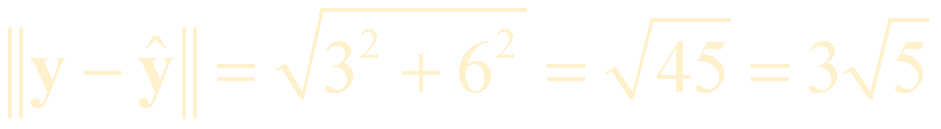 ‖y − ŷ‖ = √(3² + 6²) = √45 = 3√5